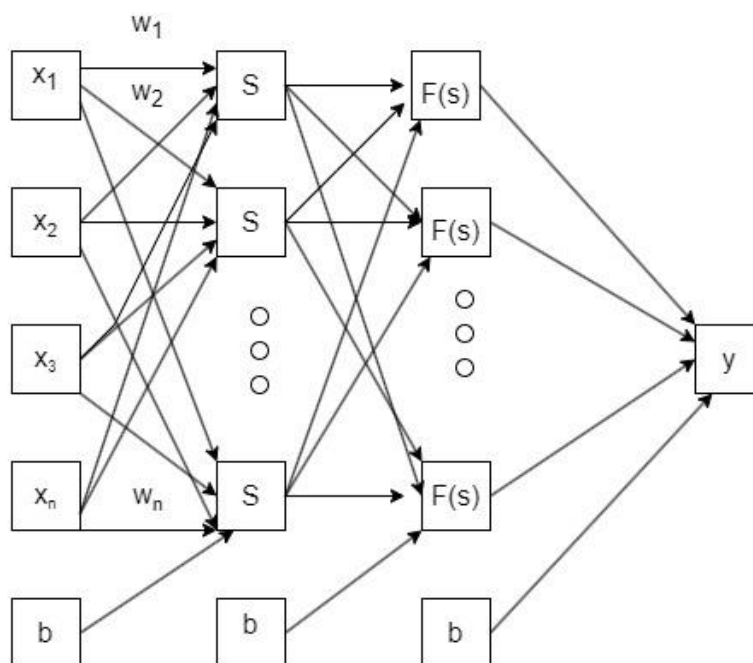 w₁
x₁ S F(s)
w₂
x₂ S F(s)
x₃ y
xₙ wₙ S F(s)
b b b